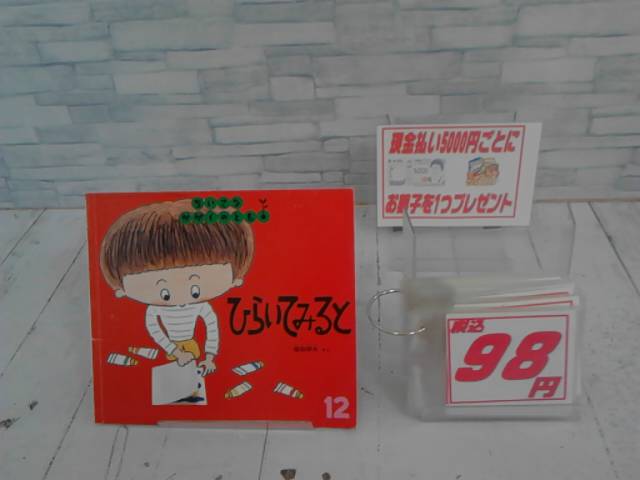 現金払い5000円ごとに
お菓子を1つプレゼント
ひらいてみると
12
税込
98
円